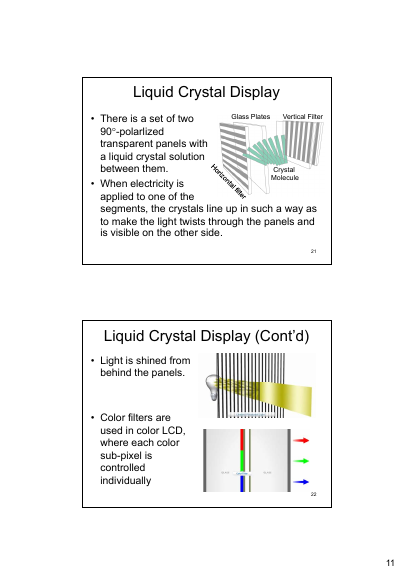 Liquid Crystal Display
• There is a set of two
90°-polarlized
transparent panels with
a liquid crystal solution
between them.
• When electricity is
applied to one of the
segments, the crystals line up in such a way as
to make the light twists through the panels and
is visible on the other side.
Glass Plates
Vertical Filter
Crystal
Molecule
Horizontal filter
21
Liquid Crystal Display (Cont'd)
• Light is shined from
behind the panels.
• Color filters are
used in color LCD,
where each color
sub-pixel is
controlled
individually
22
11